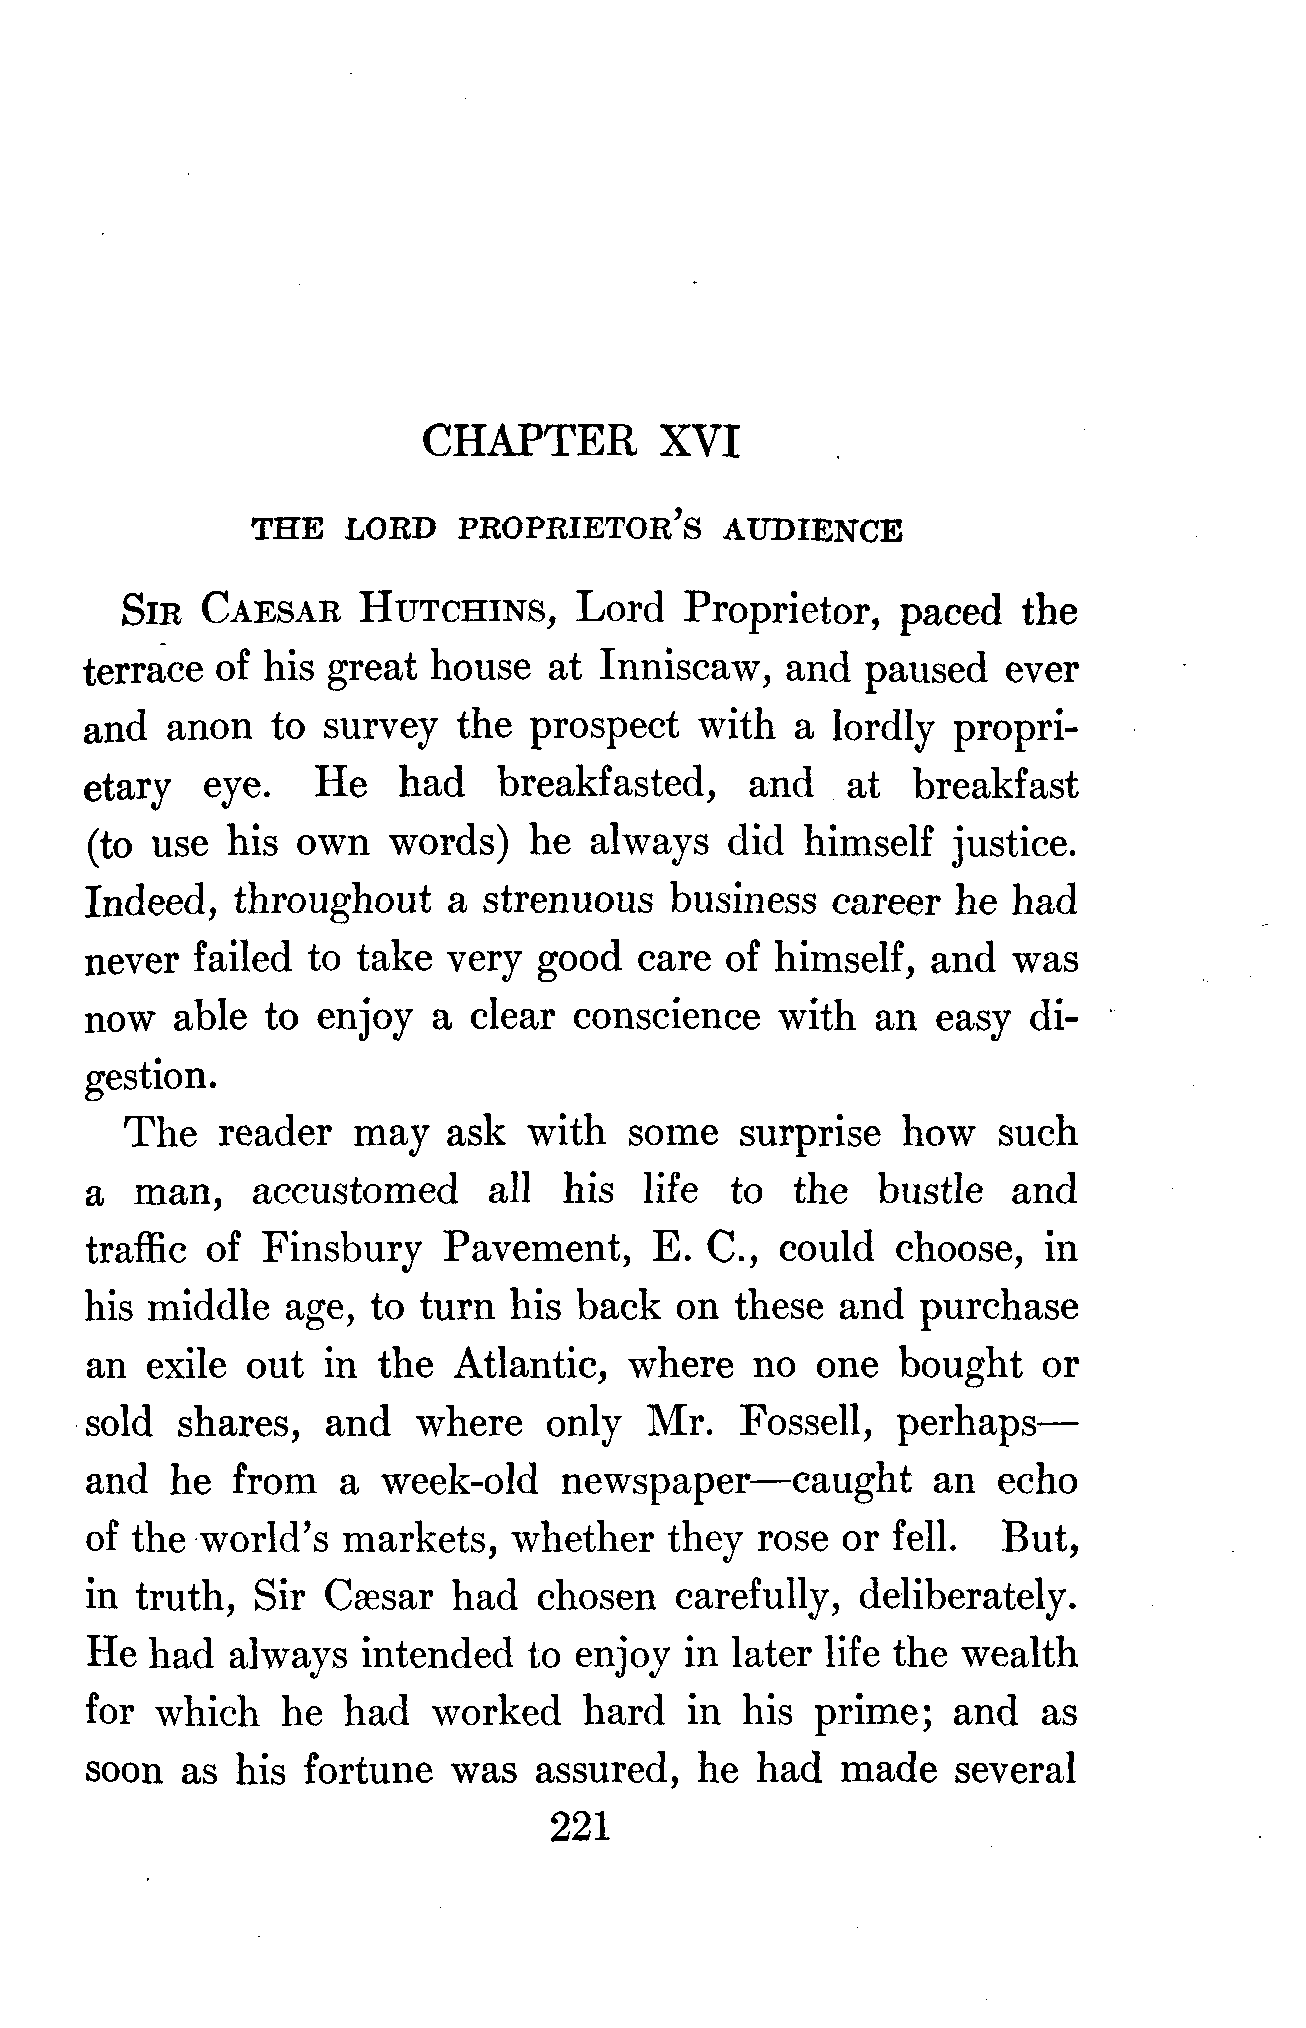 CHAPTER XVI
THE LORD PROPRIETOR'S AUDIENCE
SIR CAESAR HUTCHINS, Lord Proprietor, paced the
terrace of his great house at Inniscaw, and paused ever
and anon to survey the prospect with a lordly propri-
etary eye. He had breakfasted, and at breakfast
(to use his own words) he always did himself justice.
Indeed, throughout a strenuous business career he had
never failed to take very good care of himself, and was
now able to enjoy a clear conscience with an easy di-
gestion.
The reader may ask with some surprise how such
a man, accustomed all his life to the bustle and
traffic of Finsbury Pavement, E. C., could choose, in
his middle age, to turn his back on these and purchase
an exile out in the Atlantic, where no one bought or
sold shares, and where only Mr. Fossell, perhaps—
and he from a week-old newspaper—caught an echo
of the world's markets, whether they rose or fell. But,
in truth, Sir Cæsar had chosen carefully, deliberately.
He had always intended to enjoy in later life the wealth
for which he had worked hard in his prime; and as
soon as his fortune was assured, he had made several
221